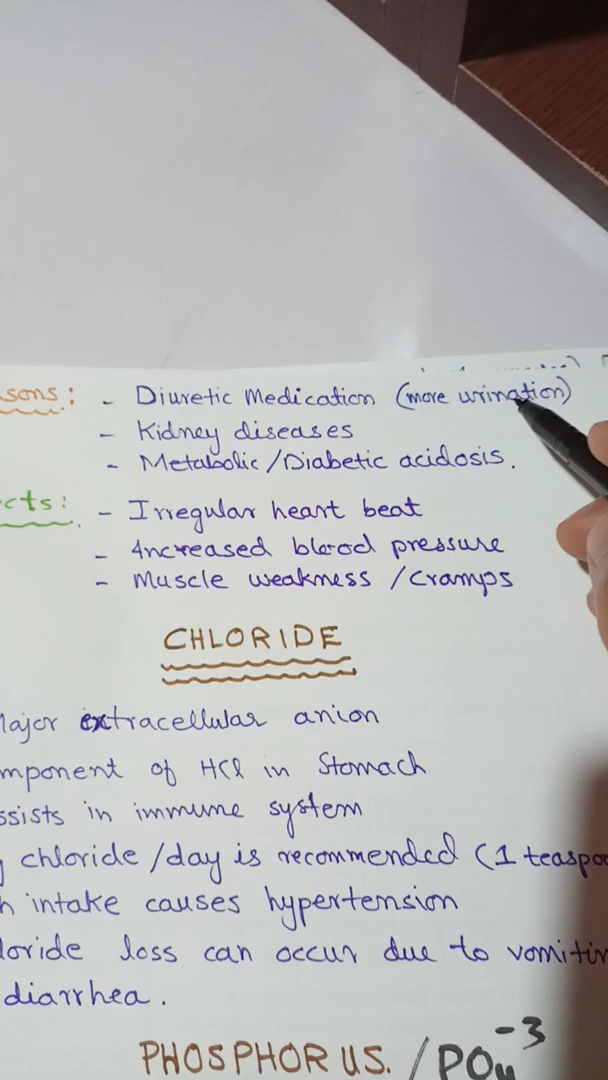 sons: - Diuretic Medication (more urination)
- Kidney diseases
- Metabolic/Diabetic acidosis.
cts: - Irregular heart beat
- Increased blood pressure
- Muscle weakness /Cramps
CHLORIDE
Major extracellular anion
mponent of HCl in Stomach
ssists in immune system
g chloride/day is recommended (1 teaspo
h intake causes hypertension
loride loss can occur due to vomitin
diarrhea.
PHOSPHORUS. /PO4-3